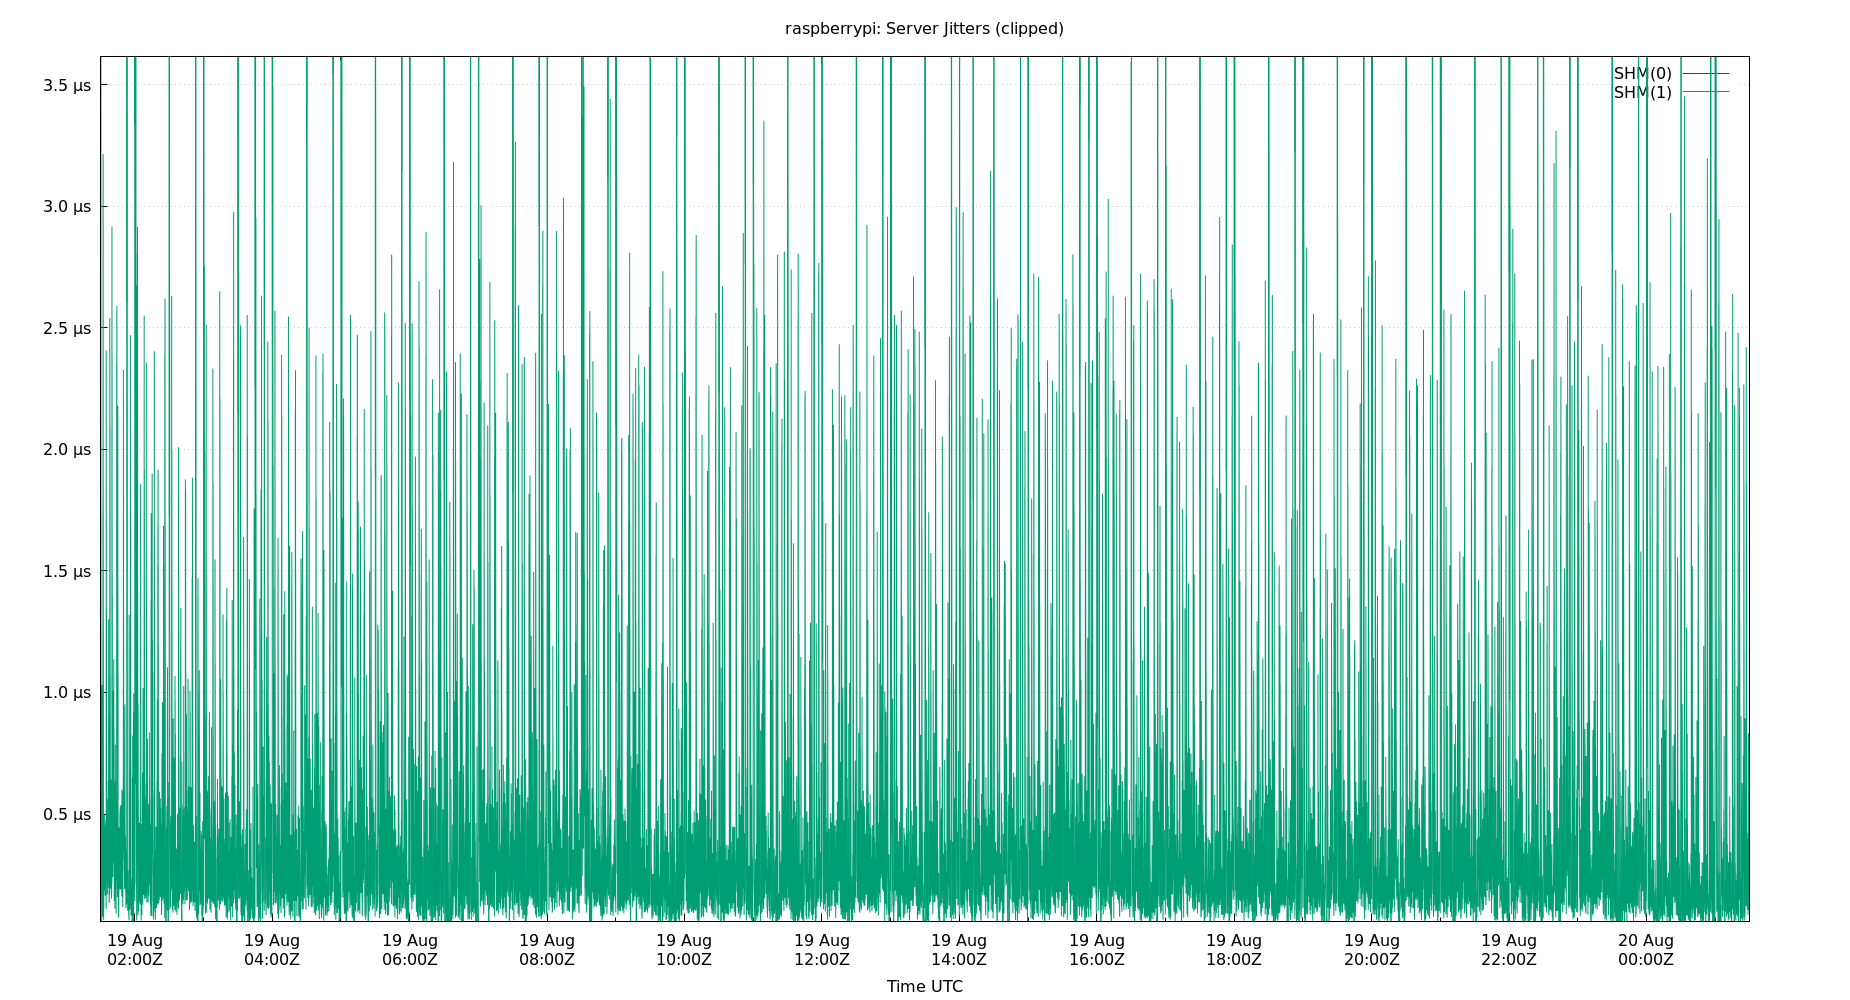 raspberrypi: Server Jitters (clipped)
SHM(0)
SHM(1)
3.5 µs
3.0 µs
2.5 µs
2.0 µs
1.5 µs
1.0 µs
0.5 µs
19 Aug 19 Aug 19 Aug 19 Aug 19 Aug 19 Aug 19 Aug 19 Aug 19 Aug 19 Aug 19 Aug 20 Aug
02:00Z 04:00Z 06:00Z 08:00Z 10:00Z 12:00Z 14:00Z 16:00Z 18:00Z 20:00Z 22:00Z 00:00Z
Time UTC